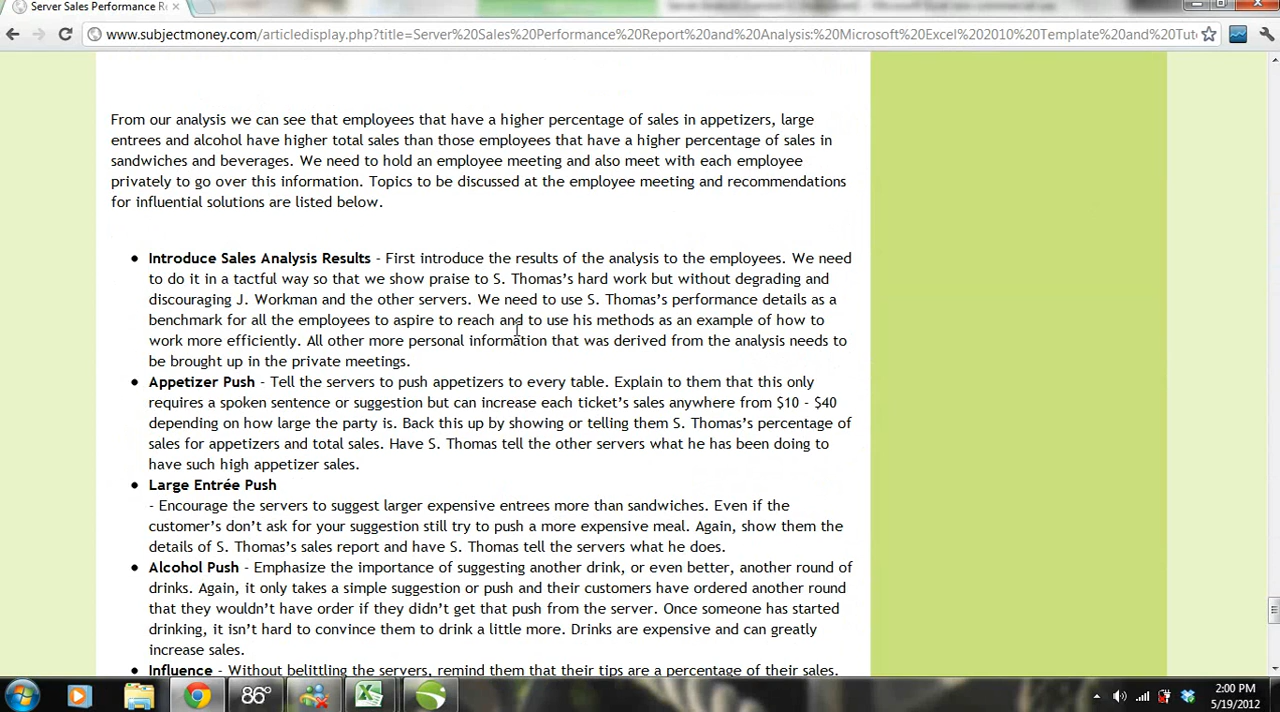 Server Sales Performance R
www.subjectmoney.com/articledisplay.php?title=Server%20Sales%20Performance%20Report%20and%20Analysis:%20Microsoft%20Excel%202010%20Template%20and%20Tut
From our analysis we can see that employees that have a higher percentage of sales in appetizers, large
entrees and alcohol have higher total sales than those employees that have a higher percentage of sales in
sandwiches and beverages. We need to hold an employee meeting and also meet with each employee
privately to go over this information. Topics to be discussed at the employee meeting and recommendations
for influential solutions are listed below.
• Introduce Sales Analysis Results - First introduce the results of the analysis to the employees. We need
to do it in a tactful way so that we show praise to S. Thomas's hard work but without degrading and
discouraging J. Workman and the other servers. We need to use S. Thomas's performance details as a
benchmark for all the employees to aspire to reach and to use his methods as an example of how to
work more efficiently. All other more personal information that was derived from the analysis needs to
be brought up in the private meetings.
• Appetizer Push - Tell the servers to push appetizers to every table. Explain to them that this only
requires a spoken sentence or suggestion but can increase each ticket's sales anywhere from $10 - $40
depending on how large the party is. Back this up by showing or telling them S. Thomas's percentage of
sales for appetizers and total sales. Have S. Thomas tell the other servers what he has been doing to
have such high appetizer sales.
• Large Entrée Push
- Encourage the servers to suggest larger expensive entrees more than sandwiches. Even if the
customer's don't ask for your suggestion still try to push a more expensive meal. Again, show them the
details of S. Thomas's sales report and have S. Thomas tell the servers what he does.
• Alcohol Push - Emphasize the importance of suggesting another drink, or even better, another round of
drinks. Again, it only takes a simple suggestion or push and their customers have ordered another round
that they wouldn't have order if they didn't get that push from the server. Once someone has started
drinking, it isn't hard to convince them to drink a little more. Drinks are expensive and can greatly
increase sales.
• Influence - Without belittling the servers, remind them that their tips are a percentage of their sales.
86°
2:00 PM
5/19/2012